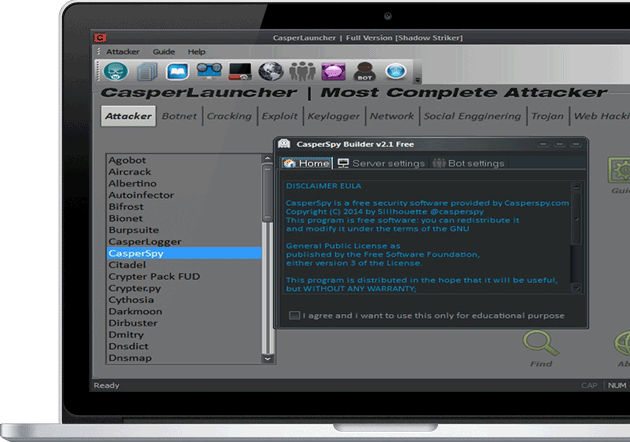 CasperLauncher | Full Version [Shadow Striker]
Attacker Guide Help
BOT
CasperLauncher | Most Complete Attacker
Attacker Botnet Cracking Exploit Keylogger Network Social Engginering Trojan Web Hacki
CasperSpy Builder v2.1 Free
Home Server settings Bot settings
DISCLAIMER EULA
CasperSpy is a free security software provided by Casperspy.com
Copyright (C) 2014 by Sillhouette @casperspy
This program is free software: you can redistribute it
and modify it under the terms of the GNU
General Public License as
published by the Free Software Foundation,
either version 3 of the License.
This program is distributed in the hope that it will be useful,
but WITHOUT ANY WARRANTY;
I agree and i want to use this only for educational purpose
Agobot
Aircrack
Albertino
Autoinfector
Bifrost
Bionet
Burpsuite
CasperLogger
CasperSpy
Citadel
Crypter Pack FUD
Crypter.py
Cythosia
Darkmoon
Dirbuster
Dmitry
Dnsdict
Dnsmap
Guid
Find
Ab
Ready
CAP NUM